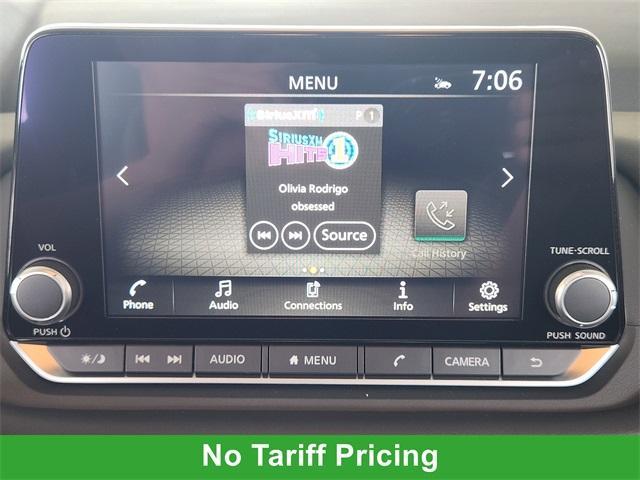 MENU
7:06
SiriusXM P 1
SIRIUSXM
HITS 1
Olivia Rodrigo
obsessed
Source
Call History
Phone
Audio
Connections
Info
Settings
VOL
PUSH
TUNE·SCROLL
PUSH SOUND
AUDIO
MENU
CAMERA
No Tariff Pricing